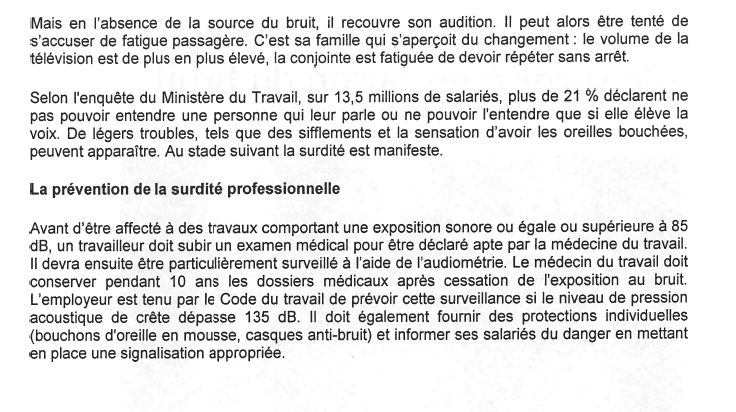 Mais en l'absence de la source du bruit, il recouvre son audition. Il peut alors être tenté de
s'accuser de fatigue passagère. C'est sa famille qui s'aperçoit du changement : le volume de la
télévision est de plus en plus élevé, la conjointe est fatiguée de devoir répéter sans arrêt.
Selon l'enquête du Ministère du Travail, sur 13,5 millions de salariés, plus de 21 % déclarent ne
pas pouvoir entendre une personne qui leur parle ou ne pouvoir l'entendre que si elle élève la
voix. De légers troubles, tels que des sifflements et la sensation d'avoir les oreilles bouchées,
peuvent apparaître. Au stade suivant la surdité est manifeste.
La prévention de la surdité professionnelle
Avant d'être affecté à des travaux comportant une exposition sonore ou égale ou supérieure à 85
dB, un travailleur doit subir un examen médical pour être déclaré apte par la médecine du travail.
Il devra ensuite être particulièrement surveillé à l'aide de l'audiométrie. Le médecin du travail doit
conserver pendant 10 ans les dossiers médicaux après cessation de l'exposition au bruit.
L'employeur est tenu par le Code du travail de prévoir cette surveillance si le niveau de pression
acoustique de crête dépasse 135 dB. Il doit également fournir des protections individuelles
(bouchons d'oreille en mousse, casques anti-bruit) et informer ses salariés du danger en mettant
en place une signalisation appropriée.